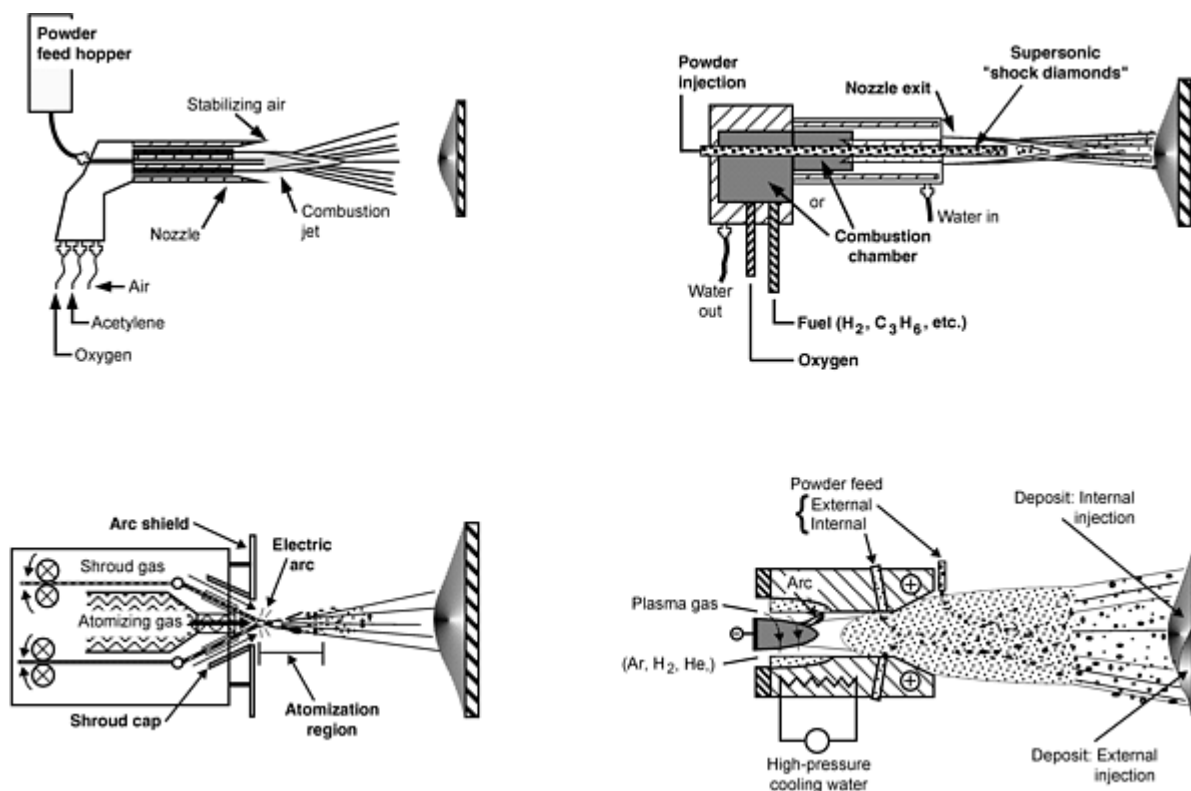 Powder
feed hopper
Stabilizing air
Nozzle
Combustion
jet
Air
Acetylene
Oxygen
Powder
injection
Supersonic
"shock diamonds"
Nozzle exit
or
Water in
Combustion
chamber
Water
out
Fuel (H2, C3H6, etc.)
Oxygen
Arc shield
Electric
arc
Shroud gas
Atomizing gas
Shroud cap
Atomization
region
Powder feed
External
Internal
Deposit: Internal
injection
Arc
Plasma gas
(Ar, H2, He,)
High-pressure
cooling water
Deposit: External
injection